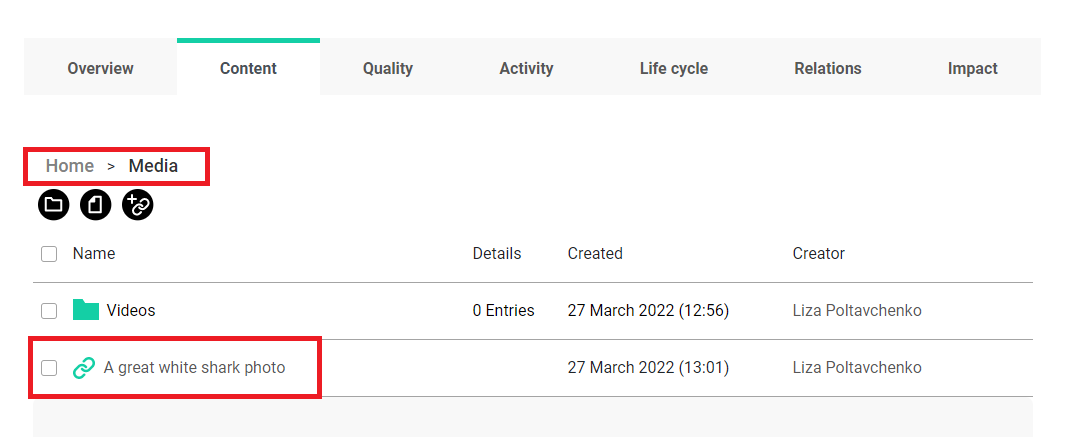 Overview Content Quality Activity Life cycle Relations Impact
Home > Media
Name Details Created Creator
Videos 0 Entries 27 March 2022 (12:56) Liza Poltavchenko
A great white shark photo 27 March 2022 (13:01) Liza Poltavchenko